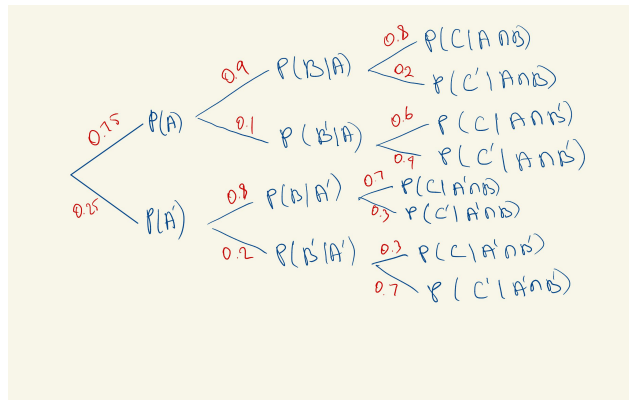 0.8 P(C|A∩B)
0.9 P(B|A)
0.2 P(C'|A∩B)
0.75 P(A)
0.1 P(B'|A)
0.6 P(C|A∩B')
0.4 P(C'|A∩B')
0.25 P(A')
0.8 P(B|A')
0.7 P(C|A'∩B)
0.3 P(C'|A'∩B)
0.2 P(B'|A')
0.3 P(C|A'∩B')
0.7 P(C'|A'∩B')